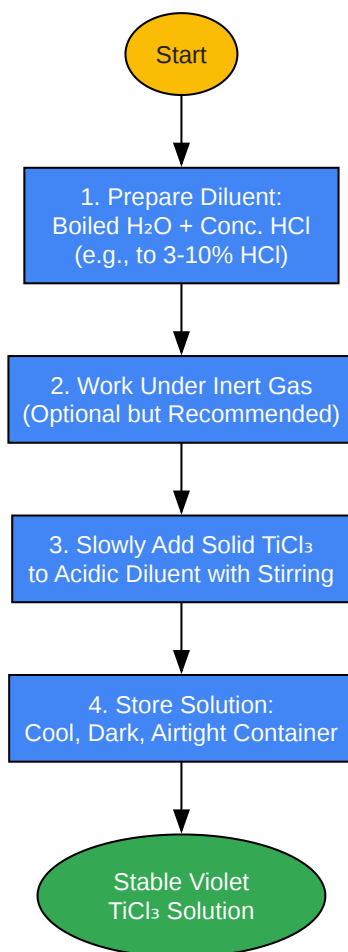 Start
1. Prepare Diluent:
Boiled H₂O + Conc. HCl
(e.g., to 3-10% HCl)
2. Work Under Inert Gas
(Optional but Recommended)
3. Slowly Add Solid TiCl₃
to Acidic Diluent with Stirring
4. Store Solution:
Cool, Dark, Airtight Container
Stable Violet
TiCl₃ Solution